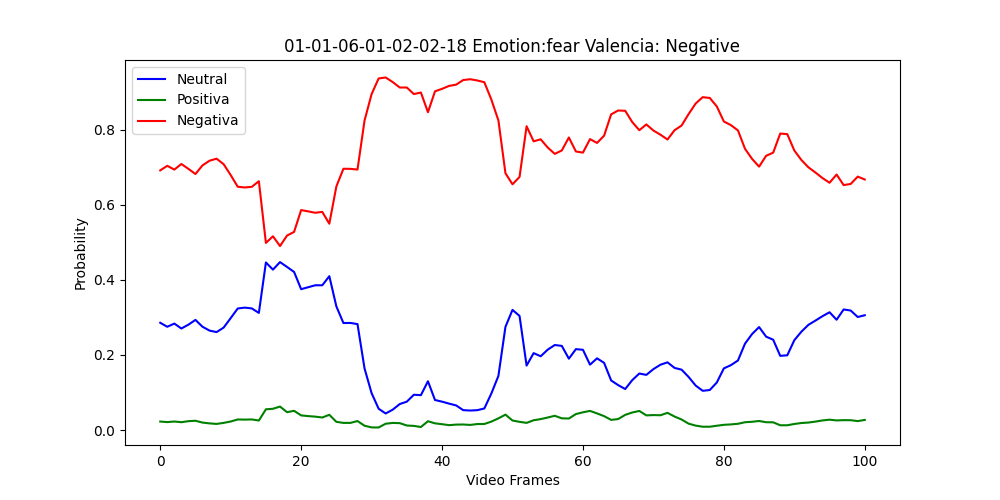 01-01-06-01-02-02-18 Emotion:fear Valencia: Negative
Neutral
Positiva
Negativa
Probability
0.8
0.6
0.4
0.2
0.0
0 20 40 60 80 100
Video Frames